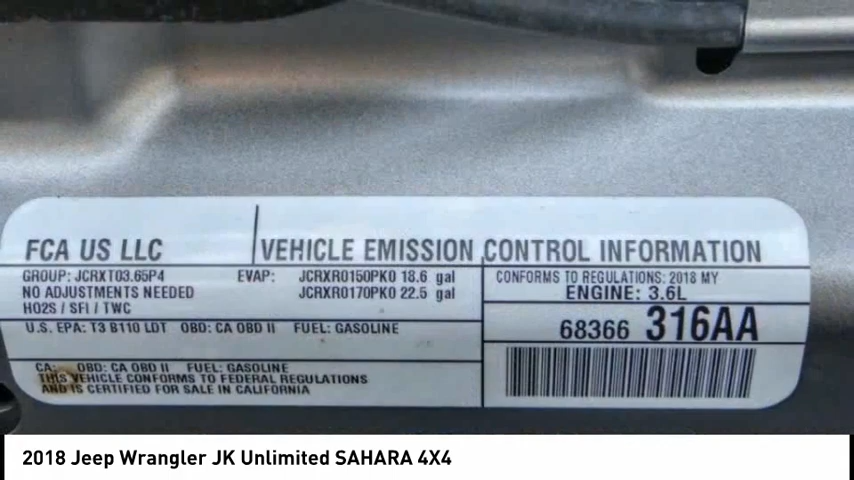 FCA US LLC
VEHICLE EMISSION CONTROL INFORMATION
GROUP: JCRXT03.65P4
EVAP: JCRXR0150PK0 18.6 gal
NO ADJUSTMENTS NEEDED
JCRXR0170PK0 22.5 gal
HO2S / SFI / TWC
CONFORMS TO REGULATIONS: 2018 MY
ENGINE: 3.6L
U.S. EPA: T3 B110 LDT OBD: CA OBD II FUEL: GASOLINE
68366 316AA
CA: OBD: CA OBD II FUEL: GASOLINE
THIS VEHICLE CONFORMS TO FEDERAL REGULATIONS
AND IS CERTIFIED FOR SALE IN CALIFORNIA
2018 Jeep Wrangler JK Unlimited SAHARA 4X4